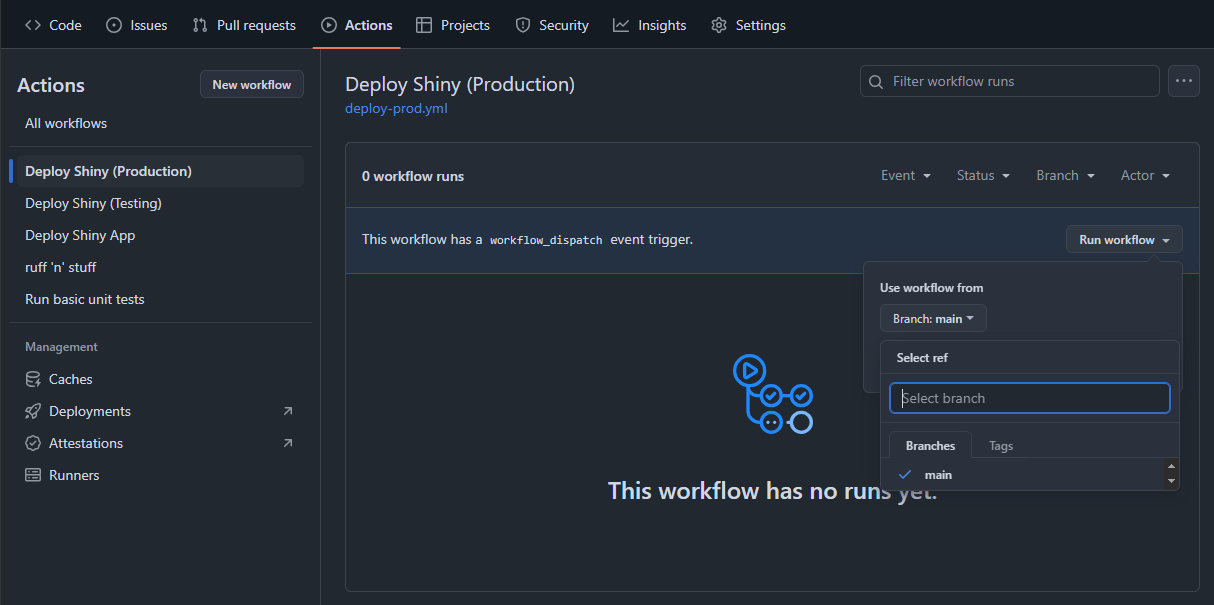 Code Issues Pull requests Actions Projects Security Insights Settings
Actions
New workflow
All workflows
Deploy Shiny (Production)
Deploy Shiny (Testing)
Deploy Shiny App
ruff 'n' stuff
Run basic unit tests
Management
Caches
Deployments
Attestations
Runners
Deploy Shiny (Production)
deploy-prod.yml
Filter workflow runs
0 workflow runs
Event Status Branch Actor
This workflow has a workflow_dispatch event trigger.
Run workflow
Use workflow from
Branch: main
Select ref
Select branch
Branches Tags
main
This workflow has no runs yet.